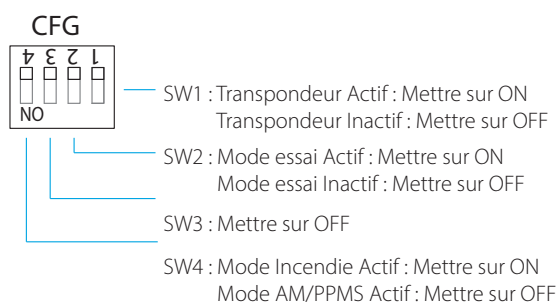 CFG
4 3 2 1
NO
SW1 : Transpondeur Actif : Mettre sur ON
Transpondeur Inactif : Mettre sur OFF
SW2 : Mode essai Actif : Mettre sur ON
Mode essai Inactif : Mettre sur OFF
SW3 : Mettre sur OFF
SW4 : Mode Incendie Actif : Mettre sur ON
Mode AM/PPMS Actif : Mettre sur OFF